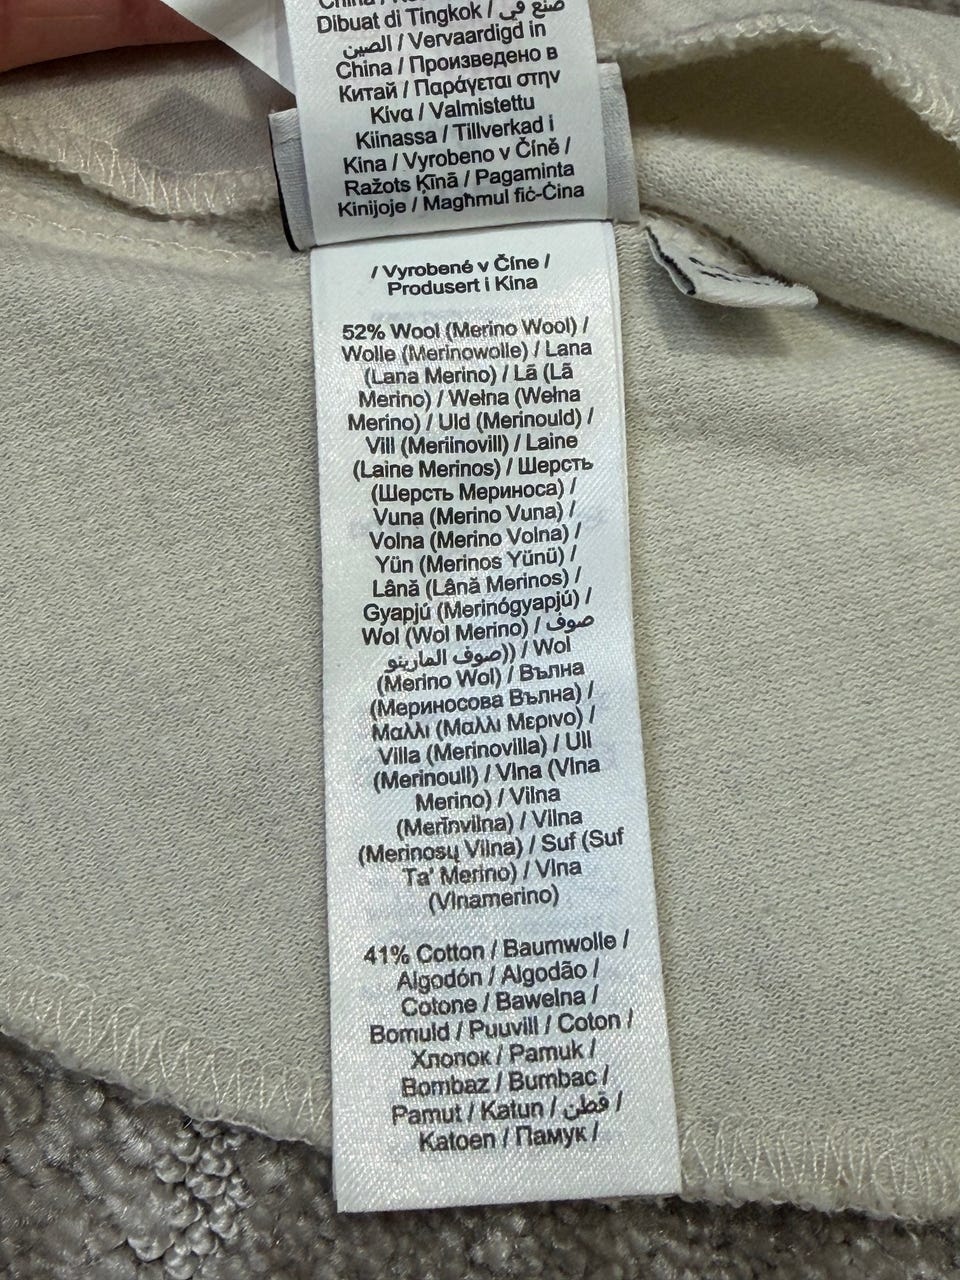 Dibuat di Tingkok / صنع في
الصين / Vervaardigd in
China / Произведено в
Китай / Παράγεται στην
Κίνα / Valmistettu
Kiinassa / Tillverkad i
Kina / Vyrobeno v Číně /
Ražots Ķīnā / Pagaminta
Kinijoje / Magħmul fiċ-Ċina
/ Vyrobené v Číne /
Produsert i Kina
52% Wool (Merino Wool) /
Wolle (Merinowolle) / Lana
(Lana Merino) / Lã (Lã
Merino) / Wełna (Wełna
Merino) / Uld (Merinould) /
Vill (Meriinovill) / Laine
(Laine Merinos) / Шерсть
(Шерсть Мериноса) /
Vuna (Merino Vuna) /
Volna (Merino Volna) /
Yün (Merinos Yünü) /
Lână (Lână Merinos) /
Gyapjú (Merinógyapjú) /
Wol (Wol Merino) / صوف
صوف المارينو)) / Wol
(Merino Wol) / Вълна
(Мериносова Вълна) /
Μαλλι (Μαλλι Μερινο) /
Villa (Merinovilla) / Ull
(Merinoull) / Vlna (Vlna
Merino) / Vilna
(Merīnvilna) / Vilna
(Merinosų Vilna) / Suf (Suf
Ta' Merino) / Vlna
(Vlnamerino)
41% Cotton / Baumwolle /
Algodón / Algodão /
Cotone / Bawełna /
Bomuld / Puuvill / Coton /
Хлопок / Pamuk /
Bombaz / Bumbac /
Pamut / Katun / قطن /
Katoen / Памук /